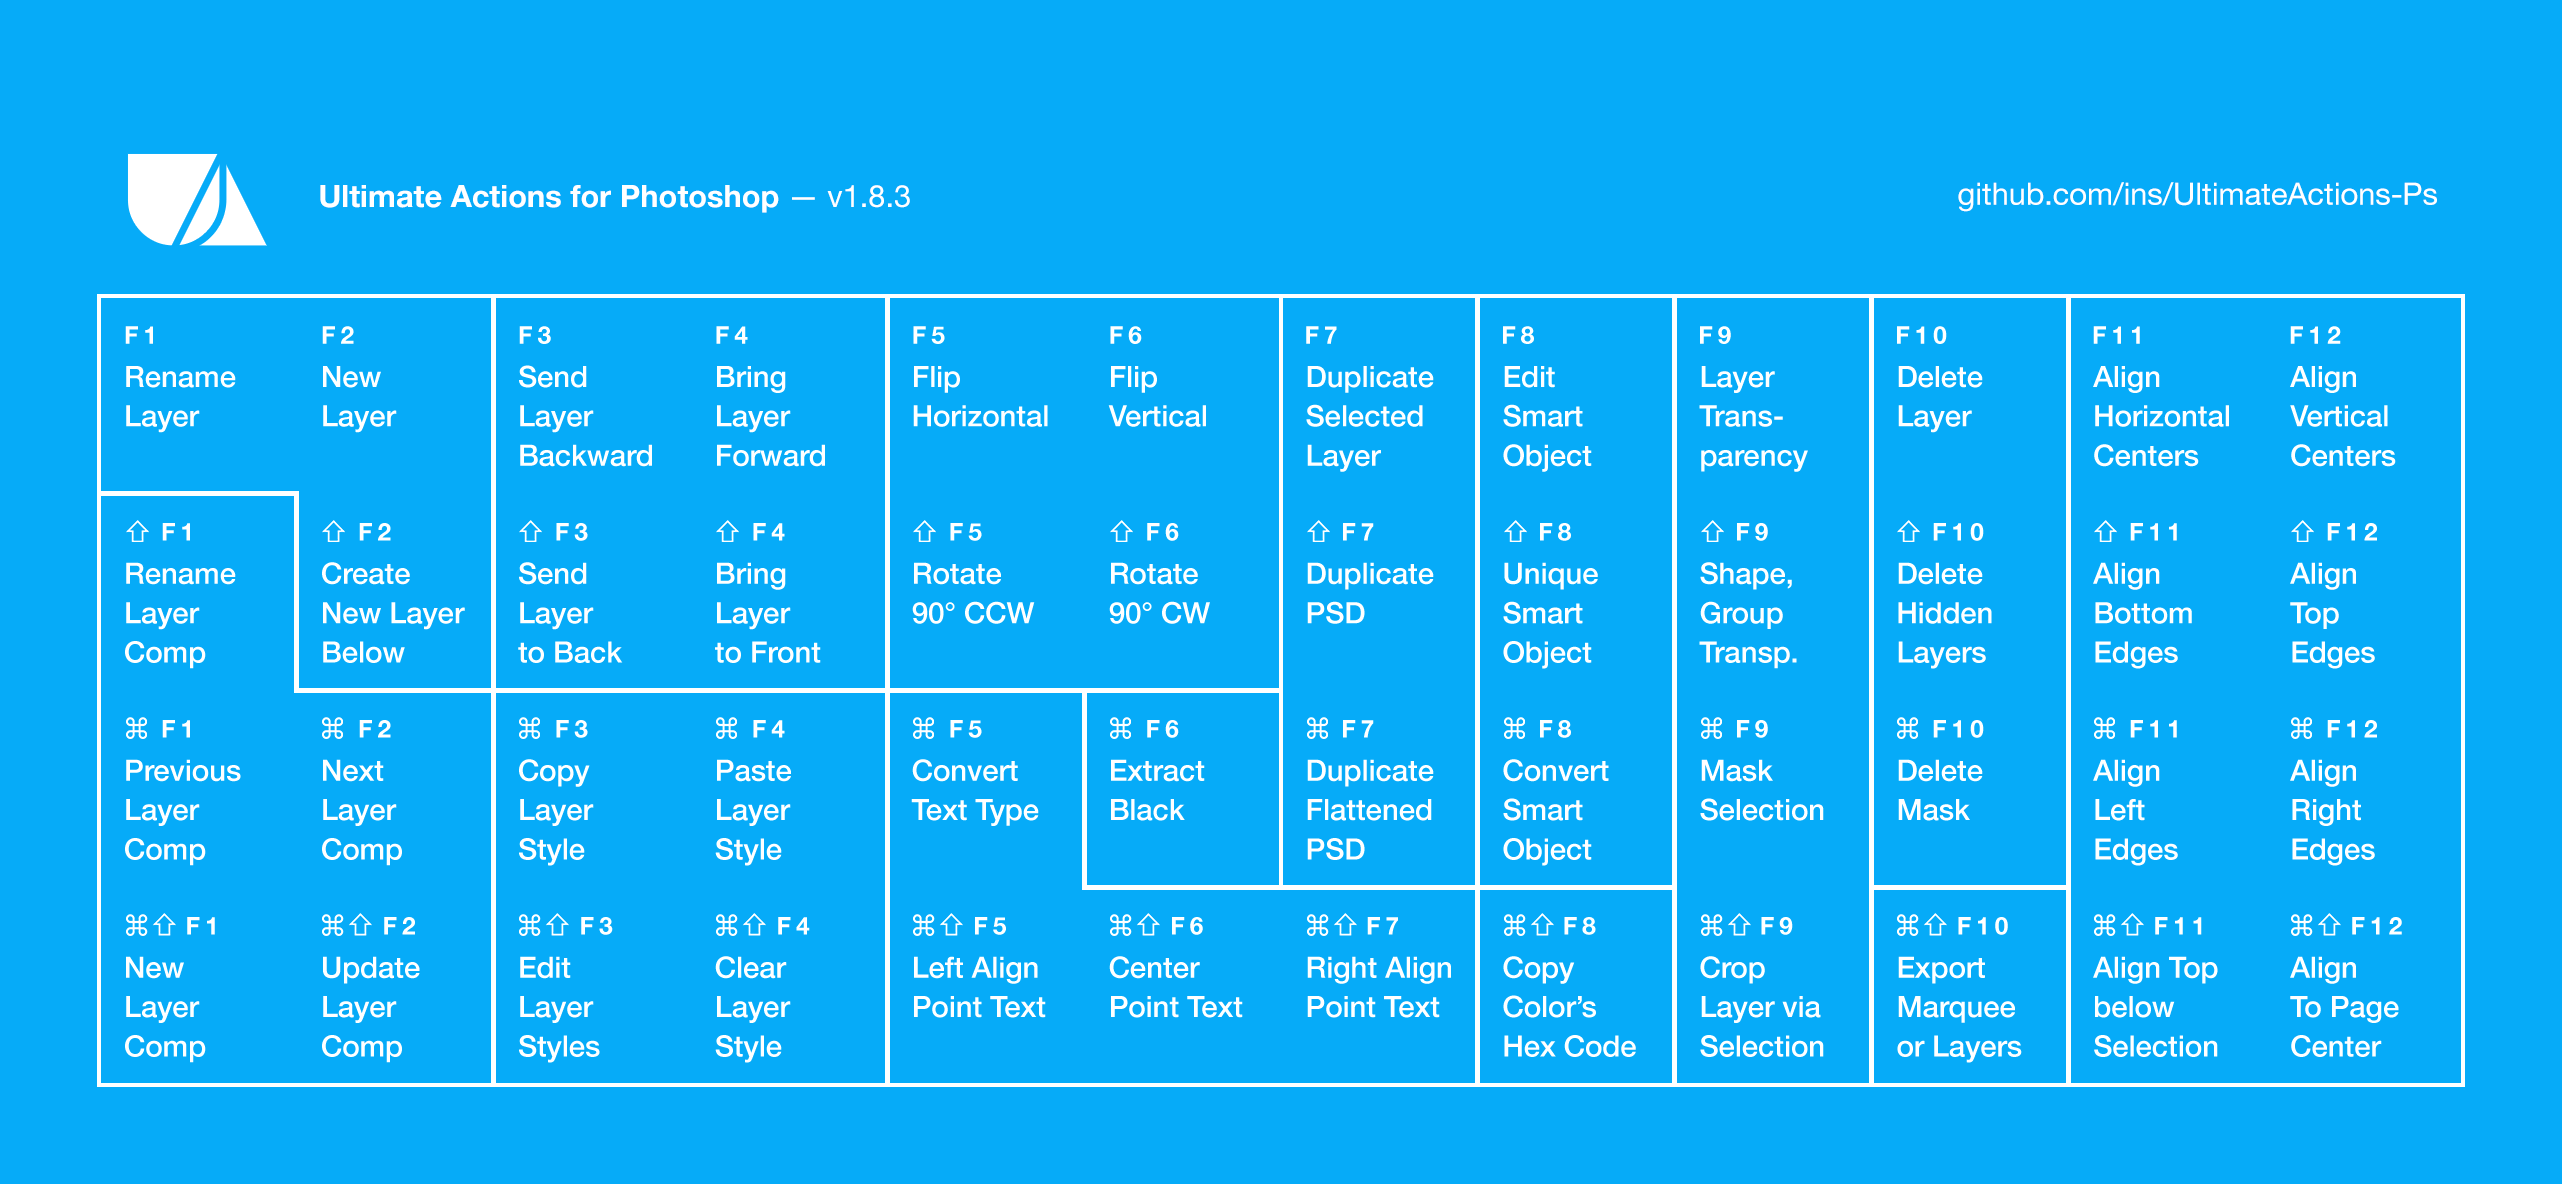 Ultimate Actions for Photoshop — v1.8.3
github.com/ins/UltimateActions-Ps
F1
Rename
Layer
F2
New
Layer
F3
Send
Layer
Backward
F4
Bring
Layer
Forward
F5
Flip
Horizontal
F6
Flip
Vertical
F7
Duplicate
Selected
Layer
F8
Edit
Smart
Object
F9
Layer
Trans-
parency
F10
Delete
Layer
F11
Align
Horizontal
Centers
F12
Align
Vertical
Centers
⇧ F1
Rename
Layer
Comp
⇧ F2
Create
New Layer
Below
⇧ F3
Send
Layer
to Back
⇧ F4
Bring
Layer
to Front
⇧ F5
Rotate
90° CCW
⇧ F6
Rotate
90° CW
⇧ F7
Duplicate
PSD
⇧ F8
Unique
Smart
Object
⇧ F9
Shape,
Group
Transp.
⇧ F10
Delete
Hidden
Layers
⇧ F11
Align
Bottom
Edges
⇧ F12
Align
Top
Edges
⌘ F1
Previous
Layer
Comp
⌘ F2
Next
Layer
Comp
⌘ F3
Copy
Layer
Style
⌘ F4
Paste
Layer
Style
⌘ F5
Convert
Text Type
⌘ F6
Extract
Black
⌘ F7
Duplicate
Flattened
PSD
⌘ F8
Convert
Smart
Object
⌘ F9
Mask
Selection
⌘ F10
Delete
Mask
⌘ F11
Align
Left
Edges
⌘ F12
Align
Right
Edges
⌘⇧ F1
New
Layer
Comp
⌘⇧ F2
Update
Layer
Comp
⌘⇧ F3
Edit
Layer
Styles
⌘⇧ F4
Clear
Layer
Style
⌘⇧ F5
Left Align
Point Text
⌘⇧ F6
Center
Point Text
⌘⇧ F7
Right Align
Point Text
⌘⇧ F8
Copy
Color’s
Hex Code
⌘⇧ F9
Crop
Layer via
Selection
⌘⇧ F10
Export
Marquee
or Layers
⌘⇧ F11
Align Top
below
Selection
⌘⇧ F12
Align
To Page
Center